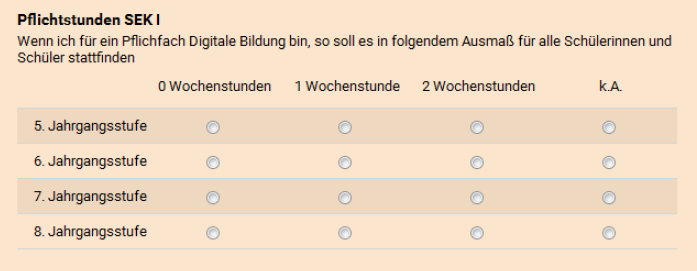 Pflichtstunden SEK I
Wenn ich für ein Pflichfach Digitale Bildung bin, so soll es in folgendem Ausmaß für alle Schülerinnen und
Schüler stattfinden
0 Wochenstunden 1 Wochenstunde 2 Wochenstunden k.A.
5. Jahrgangsstufe
6. Jahrgangsstufe
7. Jahrgangsstufe
8. Jahrgangsstufe